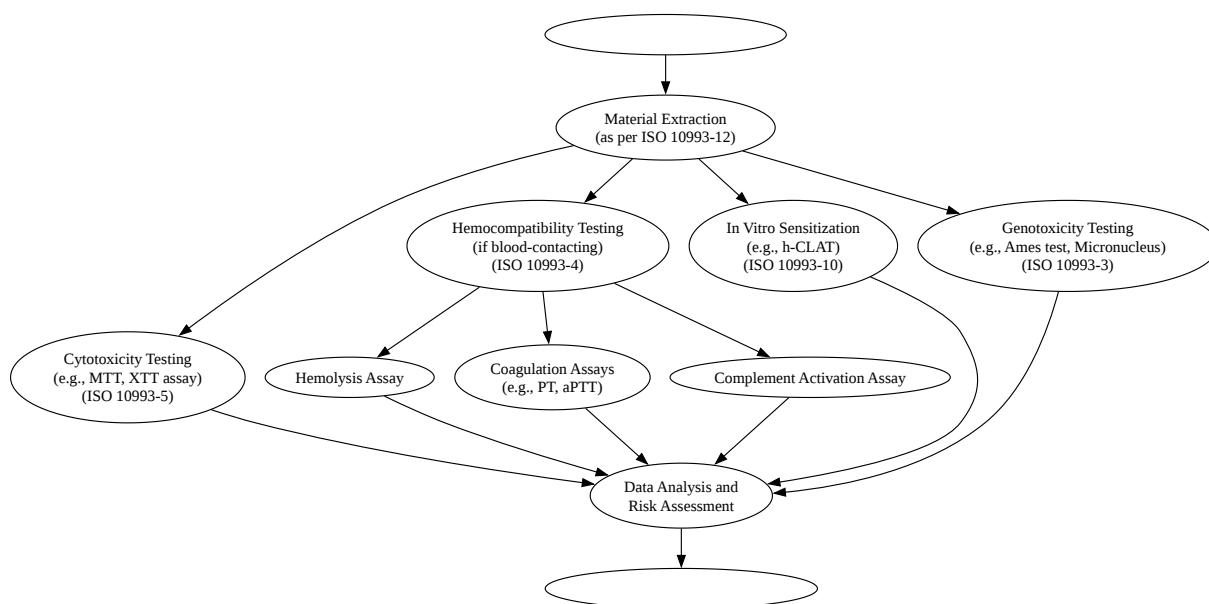 Material Extraction
(as per ISO 10993-12)
Hemocompatibility Testing
(if blood-contacting)
(ISO 10993-4)
In Vitro Sensitization
(e.g., h-CLAT)
(ISO 10993-10)
Genotoxicity Testing
(e.g., Ames test, Micronucleus)
(ISO 10993-3)
Cytotoxicity Testing
(e.g., MTT, XTT assay)
(ISO 10993-5)
Hemolysis Assay
Coagulation Assays
(e.g., PT, aPTT)
Complement Activation Assay
Data Analysis and
Risk Assessment